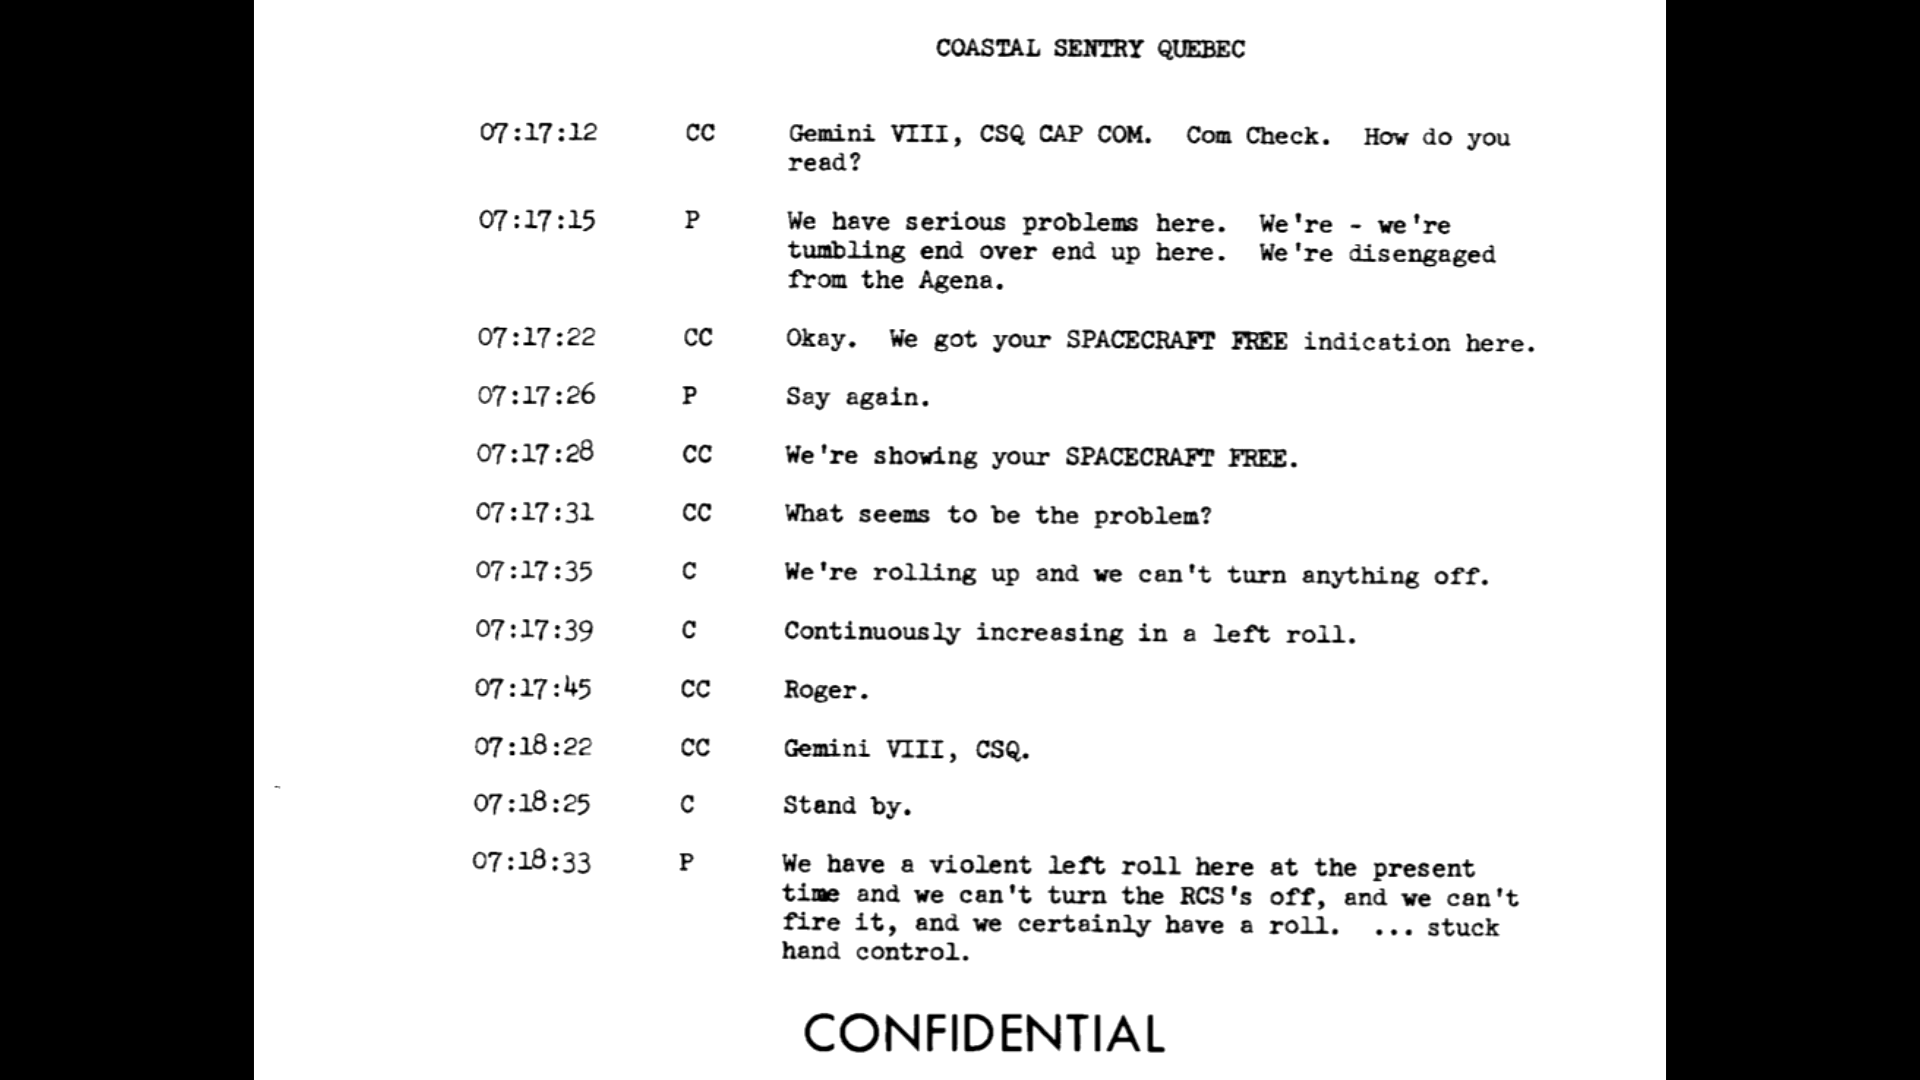 COASTAL SENTRY QUEBEC
07:17:12 CC Gemini VIII, CSQ CAP COM. Com Check. How do you
read?
07:17:15 P We have serious problems here. We're - we're
tumbling end over end up here. We're disengaged
from the Agena.
07:17:22 CC Okay. We got your SPACECRAFT FREE indication here.
07:17:26 P Say again.
07:17:28 CC We're showing your SPACECRAFT FREE.
07:17:31 CC What seems to be the problem?
07:17:35 C We're rolling up and we can't turn anything off.
07:17:39 C Continuously increasing in a left roll.
07:17:45 CC Roger.
07:18:22 CC Gemini VIII, CSQ.
07:18:25 C Stand by.
07:18:33 P We have a violent left roll here at the present
time and we can't turn the RCS's off, and we can't
fire it, and we certainly have a roll. ... stuck
hand control.
CONFIDENTIAL